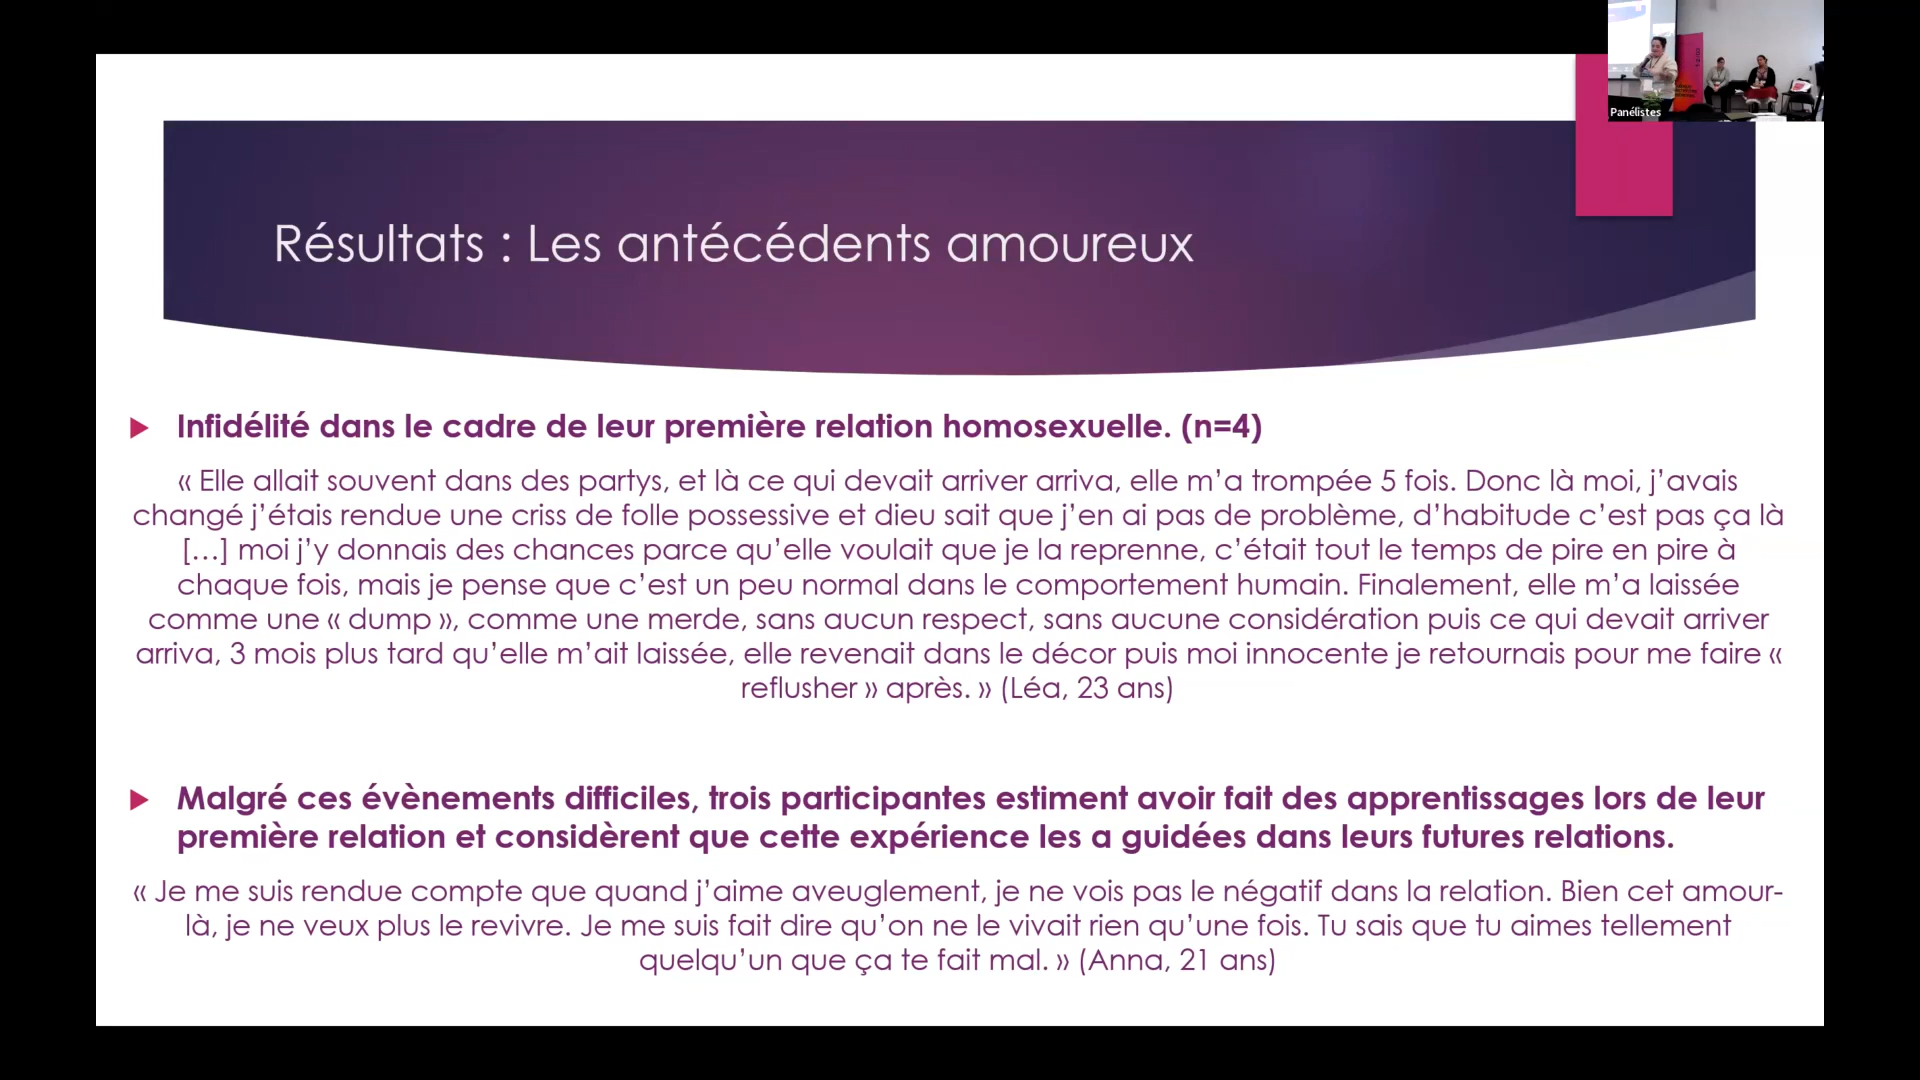 Panélistes
Résultats : Les antécédents amoureux
Infidélité dans le cadre de leur première relation homosexuelle. (n=4)
« Elle allait souvent dans des partys, et là ce qui devait arriver arriva, elle m’a trompée 5 fois. Donc là moi, j’avais
changé j’étais rendue une criss de folle possessive et dieu sait que j’en ai pas de problème, d’habitude c’est pas ça là
[…] moi j’y donnais des chances parce qu’elle voulait que je la reprenne, c’était tout le temps de pire en pire à
chaque fois, mais je pense que c’est un peu normal dans le comportement humain. Finalement, elle m’a laissée
comme une « dump », comme une merde, sans aucun respect, sans aucune considération puis ce qui devait arriver
arriva, 3 mois plus tard qu’elle m’ait laissée, elle revenait dans le décor puis moi innocente je retournais pour me faire «
reflusher » après. » (Léa, 23 ans)
Malgré ces évènements difficiles, trois participantes estiment avoir fait des apprentissages lors de leur
première relation et considèrent que cette expérience les a guidées dans leurs futures relations.
« Je me suis rendue compte que quand j’aime aveuglement, je ne vois pas le négatif dans la relation. Bien cet amour-
là, je ne veux plus le revivre. Je me suis fait dire qu’on ne le vivait rien qu’une fois. Tu sais que tu aimes tellement
quelqu’un que ça te fait mal. » (Anna, 21 ans)